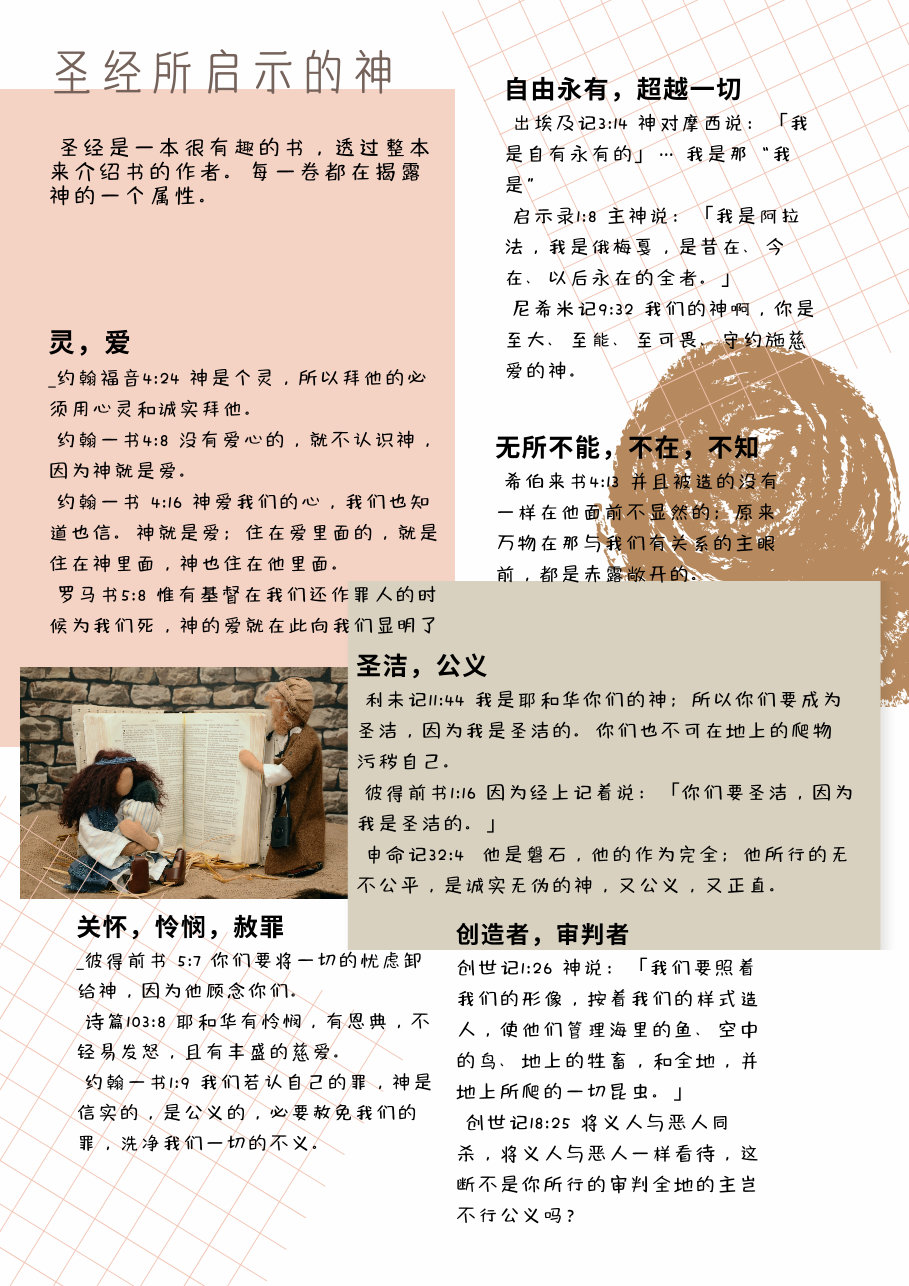 圣经所启示的神
圣经是一本很有趣的书，透过整本
来介绍书的作者。每一卷都在揭露
神的一个属性。
灵，爱
_约翰福音4:24 神是个灵，所以拜他的必
须用心灵和诚实拜他。
约翰一书4:8 没有爱心的，就不认识神，
因为神就是爱。
约翰一书 4:16 神爱我们的心，我们也知
道也信。神就是爱；住在爱里面的，就是
住在神里面，神也住在他里面。
罗马书5:8 惟有基督在我们还作罪人的时
候为我们死，神的爱就在此向我们显明了
自由永有，超越一切
出埃及记3:14 神对摩西说：「我
是自有永有的」… 我是那“我
是”
启示录1:8 主神说：「我是阿拉
法，我是俄梅戛，是昔在、今
在、以后永在的全者。」
尼希米记9:32 我们的神啊，你是
至大、至能、至可畏、守约施慈
爱的神。
无所不能，不在，不知
希伯来书4:13 并且被造的没有
一样在他面前不显然的；原来
万物在那与我们有关系的主眼
前，都是赤露敞开的。
圣洁，公义
利未记11:44 我是耶和华你们的神；所以你们要成为
圣洁，因为我是圣洁的。你们也不可在地上的爬物
污秽自己。
彼得前书1:16 因为经上记着说：「你们要圣洁，因为
我是圣洁的。」
申命记32:4 他是磐石，他的作为完全；他所行的无
不公平，是诚实无伪的神，又公义，又正直。
关怀，怜悯，赦罪
_彼得前书 5:7 你们要将一切的忧虑卸
给神，因为他顾念你们。
诗篇103:8 耶和华有怜悯，有恩典，不
轻易发怒，且有丰盛的慈爱。
约翰一书1:9 我们若认自己的罪，神是
信实的，是公义的，必要赦免我们的
罪，洗净我们一切的不义。
创造者，审判者
创世记1:26 神说：「我们要照着
我们的形像，按着我们的样式造
人，使他们管理海里的鱼、空中
的鸟、地上的牲畜，和全地，并
地上所爬的一切昆虫。」
创世记18:25 将义人与恶人同
杀，将义人与恶人一样看待，这
断不是你所行的审判全地的主岂
不行公义吗？